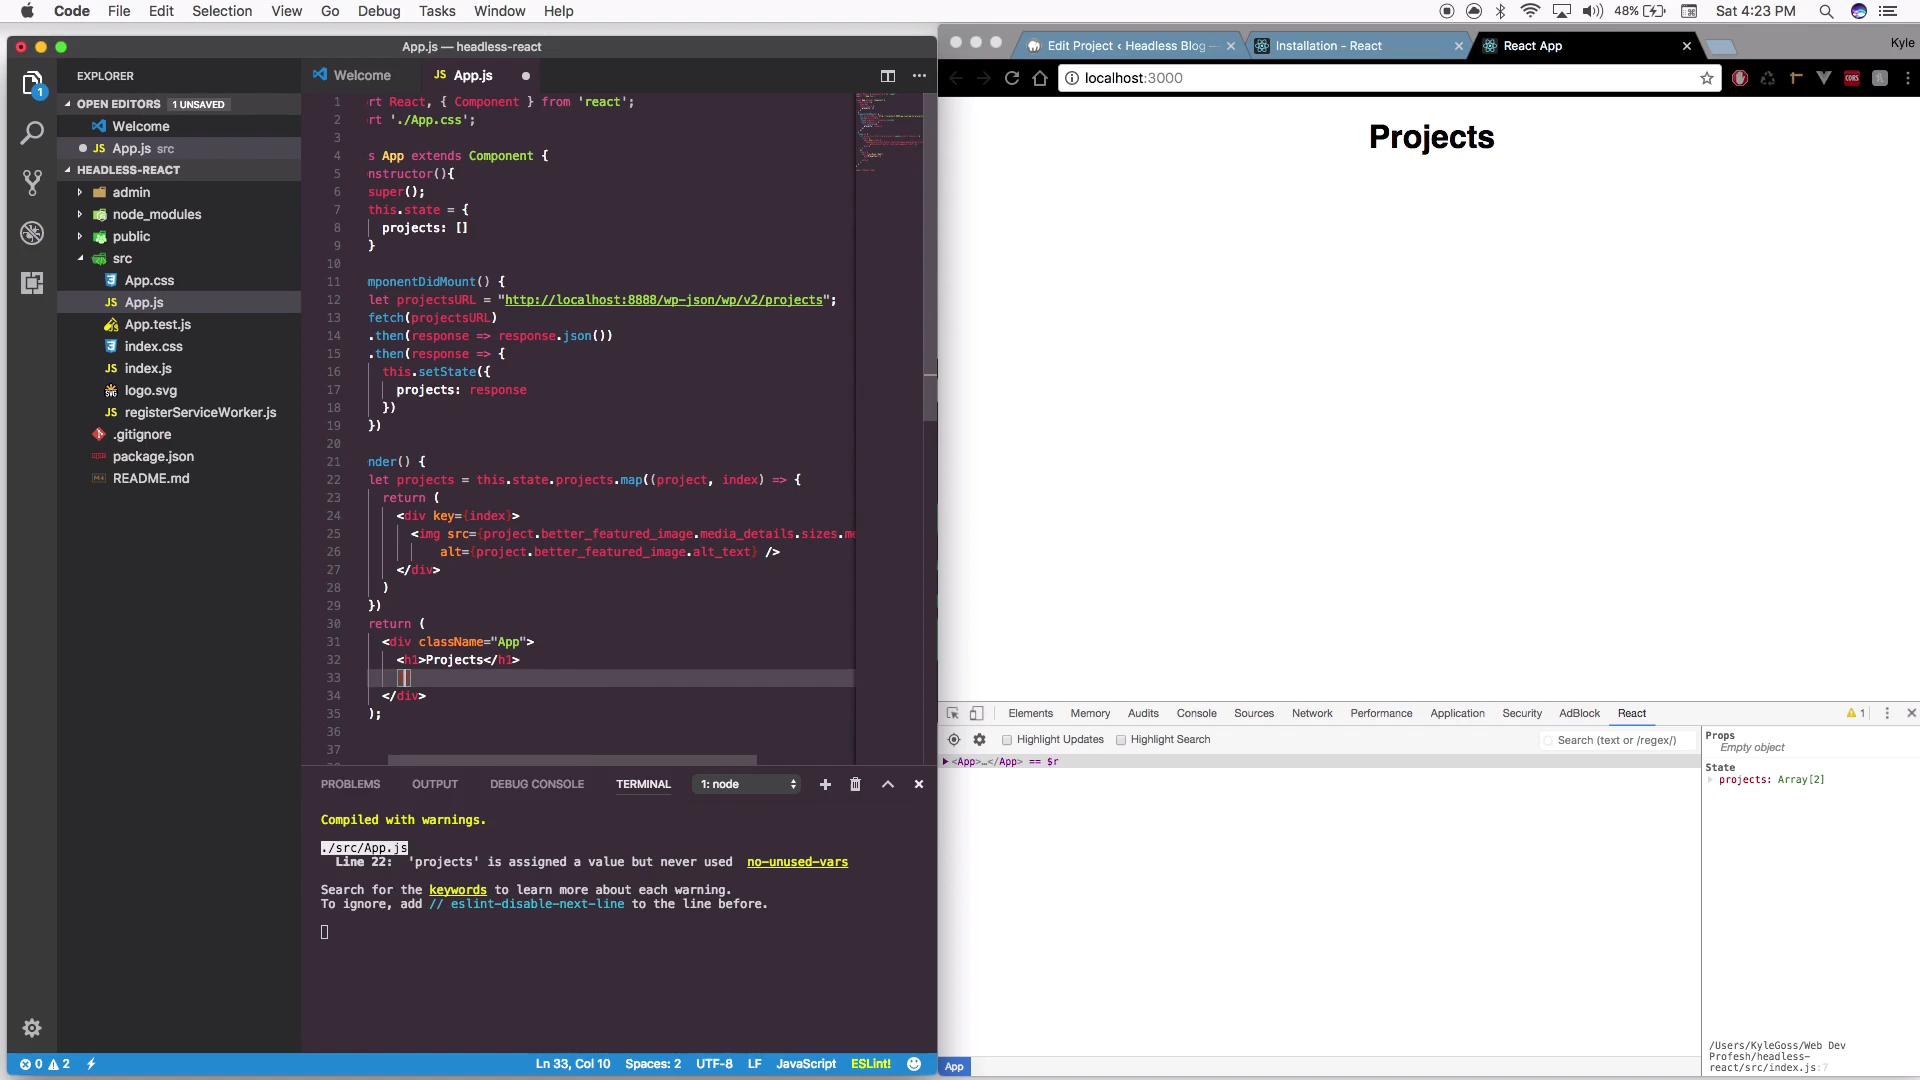 Code File Edit Selection View Go Debug Tasks Window Help
48% Sat 4:23 PM
App.js — headless-react
Edit Project ‹ Headless Blog
Installation - React
React App
Kyle
localhost:3000
EXPLORER
OPEN EDITORS 1 UNSAVED
Welcome
JS App.js src
HEADLESS-REACT
admin
node_modules
public
src
App.css
JS App.js
App.test.js
index.css
JS index.js
logo.svg
JS registerServiceWorker.js
.gitignore
package.json
README.md
1
Welcome
JS App.js
1 rt React, { Component } from 'react';
2 rt './App.css';
3
4 s App extends Component {
5 nstructor(){
6 super();
7 this.state = {
8 projects: []
9 }
10
11 mponentDidMount() {
12 let projectsURL = "http://localhost:8888/wp-json/wp/v2/projects";
13 fetch(projectsURL)
14 .then(response => response.json())
15 .then(response => {
16 this.setState({
17 projects: response
18 })
19 })
20
21 nder() {
22 let projects = this.state.projects.map((project, index) => {
23 return (
24 <div key={index}>
25 <img src={project.better_featured_image.media_details.sizes.me
26 alt={project.better_featured_image.alt_text} />
27 </div>
28 )
29 })
30 return (
31 <div className="App">
32 <h1>Projects</h1>
33
34 </div>
35 );
36
37
PROBLEMS OUTPUT DEBUG CONSOLE TERMINAL 1: node
Compiled with warnings.
./src/App.js
Line 22: 'projects' is assigned a value but never used no-unused-vars
Search for the keywords to learn more about each warning.
To ignore, add // eslint-disable-next-line to the line before.
0 2 Ln 33, Col 10 Spaces: 2 UTF-8 LF JavaScript ESLint!
Projects
Elements Memory Audits Console Sources Network Performance Application Security AdBlock React 1
Highlight Updates Highlight Search Search (text or /regex/)
<App>…</App> == $r
Props
Empty object
State
projects: Array[2]
/Users/KyleGoss/Web Dev
Profesh/headless-
react/src/index.js:7
App